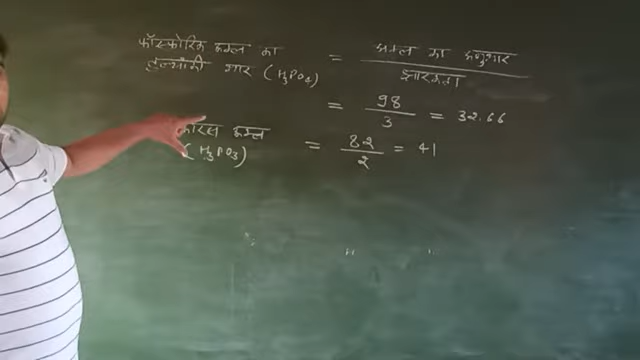 फॉस्फोरिक अम्ल का = अम्ल का अणुभार
तुल्यांकी भार (H3PO4) क्षारकता
= 98/3 = 32.66
अम्ल = 82/2 = 41
(H3PO3)